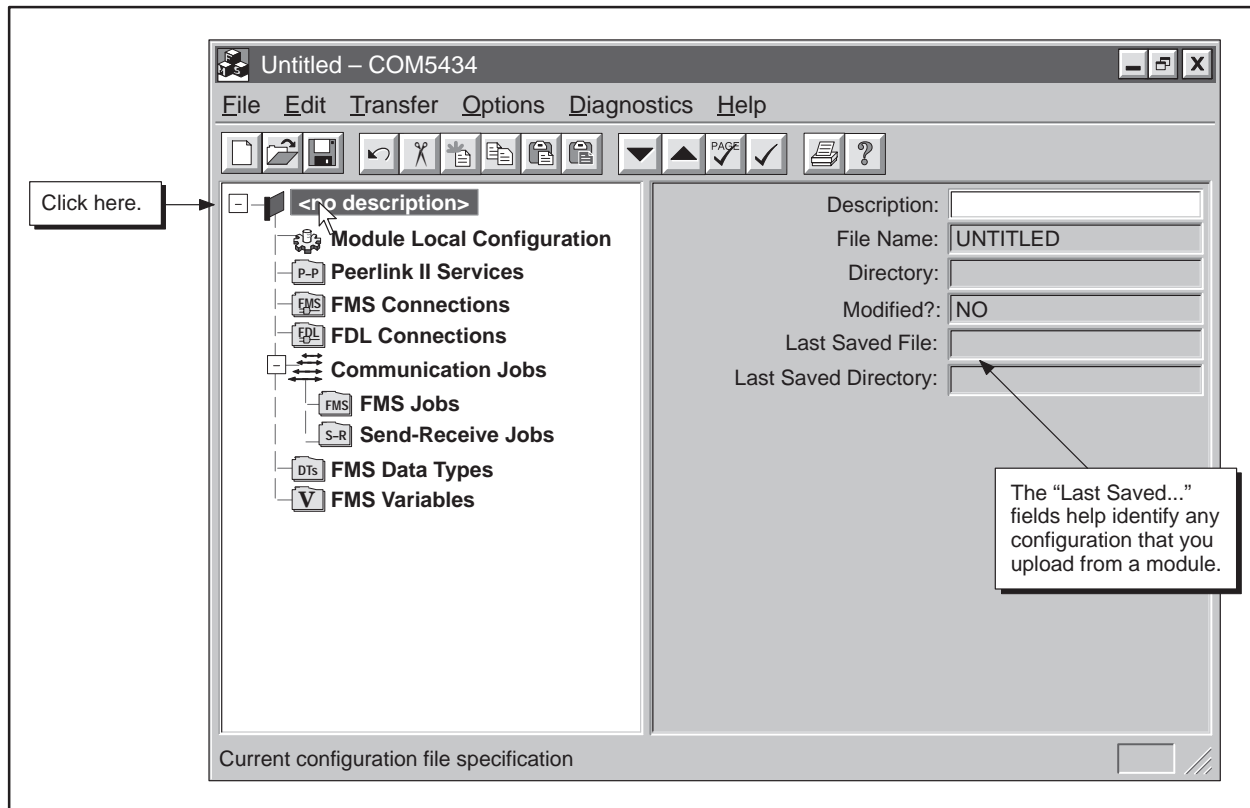 Untitled – COM5434
X
File Edit Transfer Options Diagnostics Help
PAGE
?
Click here.
<no description>
Module Local Configuration
P–P Peerlink II Services
FMS FMS Connections
FDL FDL Connections
Communication Jobs
FMS FMS Jobs
S–R Send-Receive Jobs
DTs FMS Data Types
V FMS Variables
Description:
File Name: UNTITLED
Directory:
Modified?: NO
Last Saved File:
Last Saved Directory:
The “Last Saved...”
fields help identify any
configuration that you
upload from a module.
Current configuration file specification